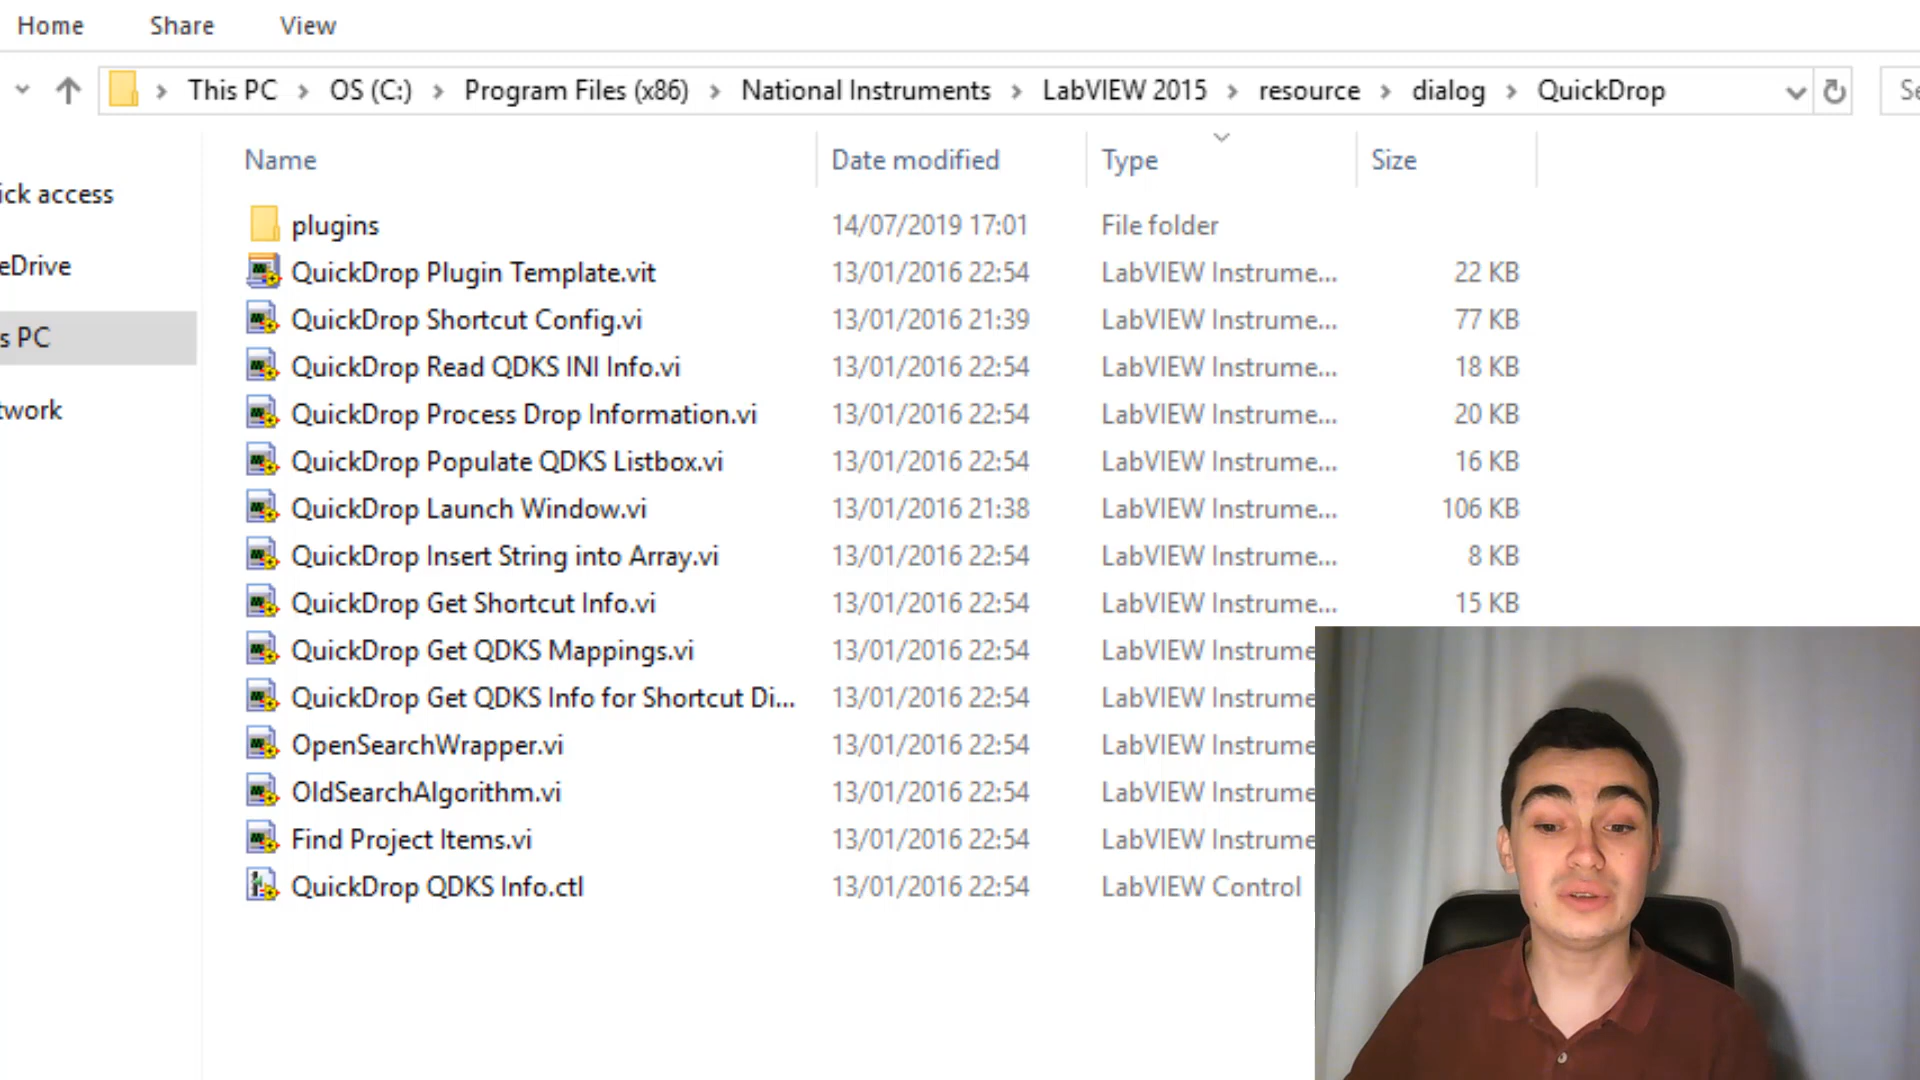 Home Share View
This PC > OS (C:) > Program Files (x86) > National Instruments > LabVIEW 2015 > resource > dialog > QuickDrop
Name Date modified Type Size
ick access
eDrive
s PC
twork
plugins 14/07/2019 17:01 File folder
QuickDrop Plugin Template.vit 13/01/2016 22:54 LabVIEW Instrume... 22 KB
QuickDrop Shortcut Config.vi 13/01/2016 21:39 LabVIEW Instrume... 77 KB
QuickDrop Read QDKS INI Info.vi 13/01/2016 22:54 LabVIEW Instrume... 18 KB
QuickDrop Process Drop Information.vi 13/01/2016 22:54 LabVIEW Instrume... 20 KB
QuickDrop Populate QDKS Listbox.vi 13/01/2016 22:54 LabVIEW Instrume... 16 KB
QuickDrop Launch Window.vi 13/01/2016 21:38 LabVIEW Instrume... 106 KB
QuickDrop Insert String into Array.vi 13/01/2016 22:54 LabVIEW Instrume... 8 KB
QuickDrop Get Shortcut Info.vi 13/01/2016 22:54 LabVIEW Instrume... 15 KB
QuickDrop Get QDKS Mappings.vi 13/01/2016 22:54 LabVIEW Instrume
QuickDrop Get QDKS Info for Shortcut Di... 13/01/2016 22:54 LabVIEW Instrume
OpenSearchWrapper.vi 13/01/2016 22:54 LabVIEW Instrume
OldSearchAlgorithm.vi 13/01/2016 22:54 LabVIEW Instrume
Find Project Items.vi 13/01/2016 22:54 LabVIEW Instrume
QuickDrop QDKS Info.ctl 13/01/2016 22:54 LabVIEW Control